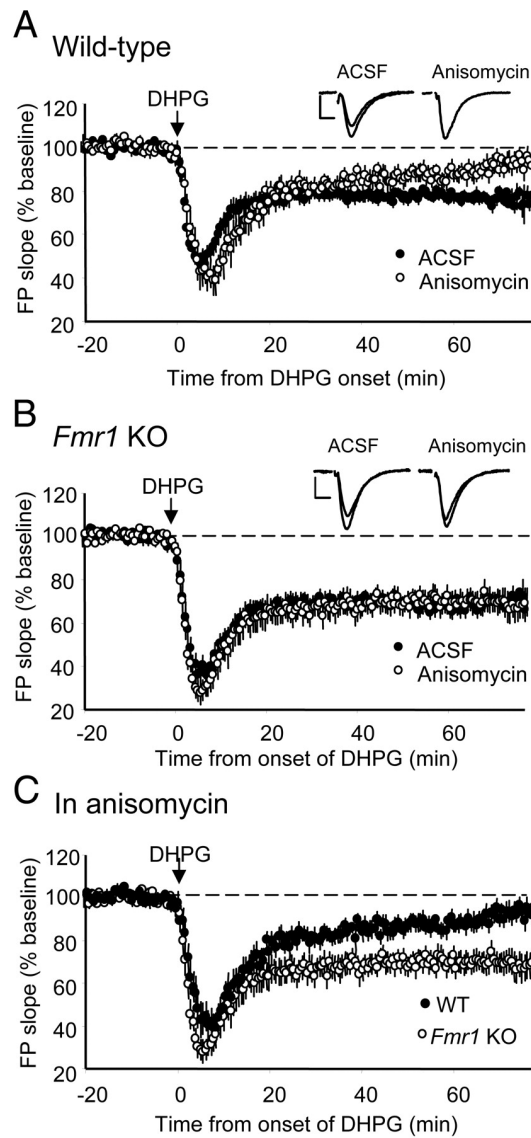 A
Wild-type
ACSF Anisomycin
DHPG
120
100
80
60
40
20
FP slope (% baseline)
ACSF
Anisomycin
-20 0 20 40 60
Time from DHPG onset (min)
B
Fmr1 KO
ACSF Anisomycin
DHPG
120
100
80
60
40
20
FP slope (% baseline)
ACSF
Anisomycin
-20 0 20 40 60
Time from onset of DHPG (min)
C
In anisomycin
DHPG
120
100
80
60
40
20
FP slope (% baseline)
WT
Fmr1 KO
-20 0 20 40 60
Time from onset of DHPG (min)